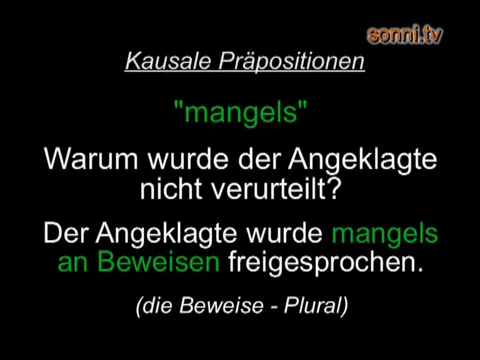 sonni.tv
Kausale Präpositionen
"mangels"
Warum wurde der Angeklagte
nicht verurteilt?
Der Angeklagte wurde mangels
an Beweisen freigesprochen.
(die Beweise - Plural)